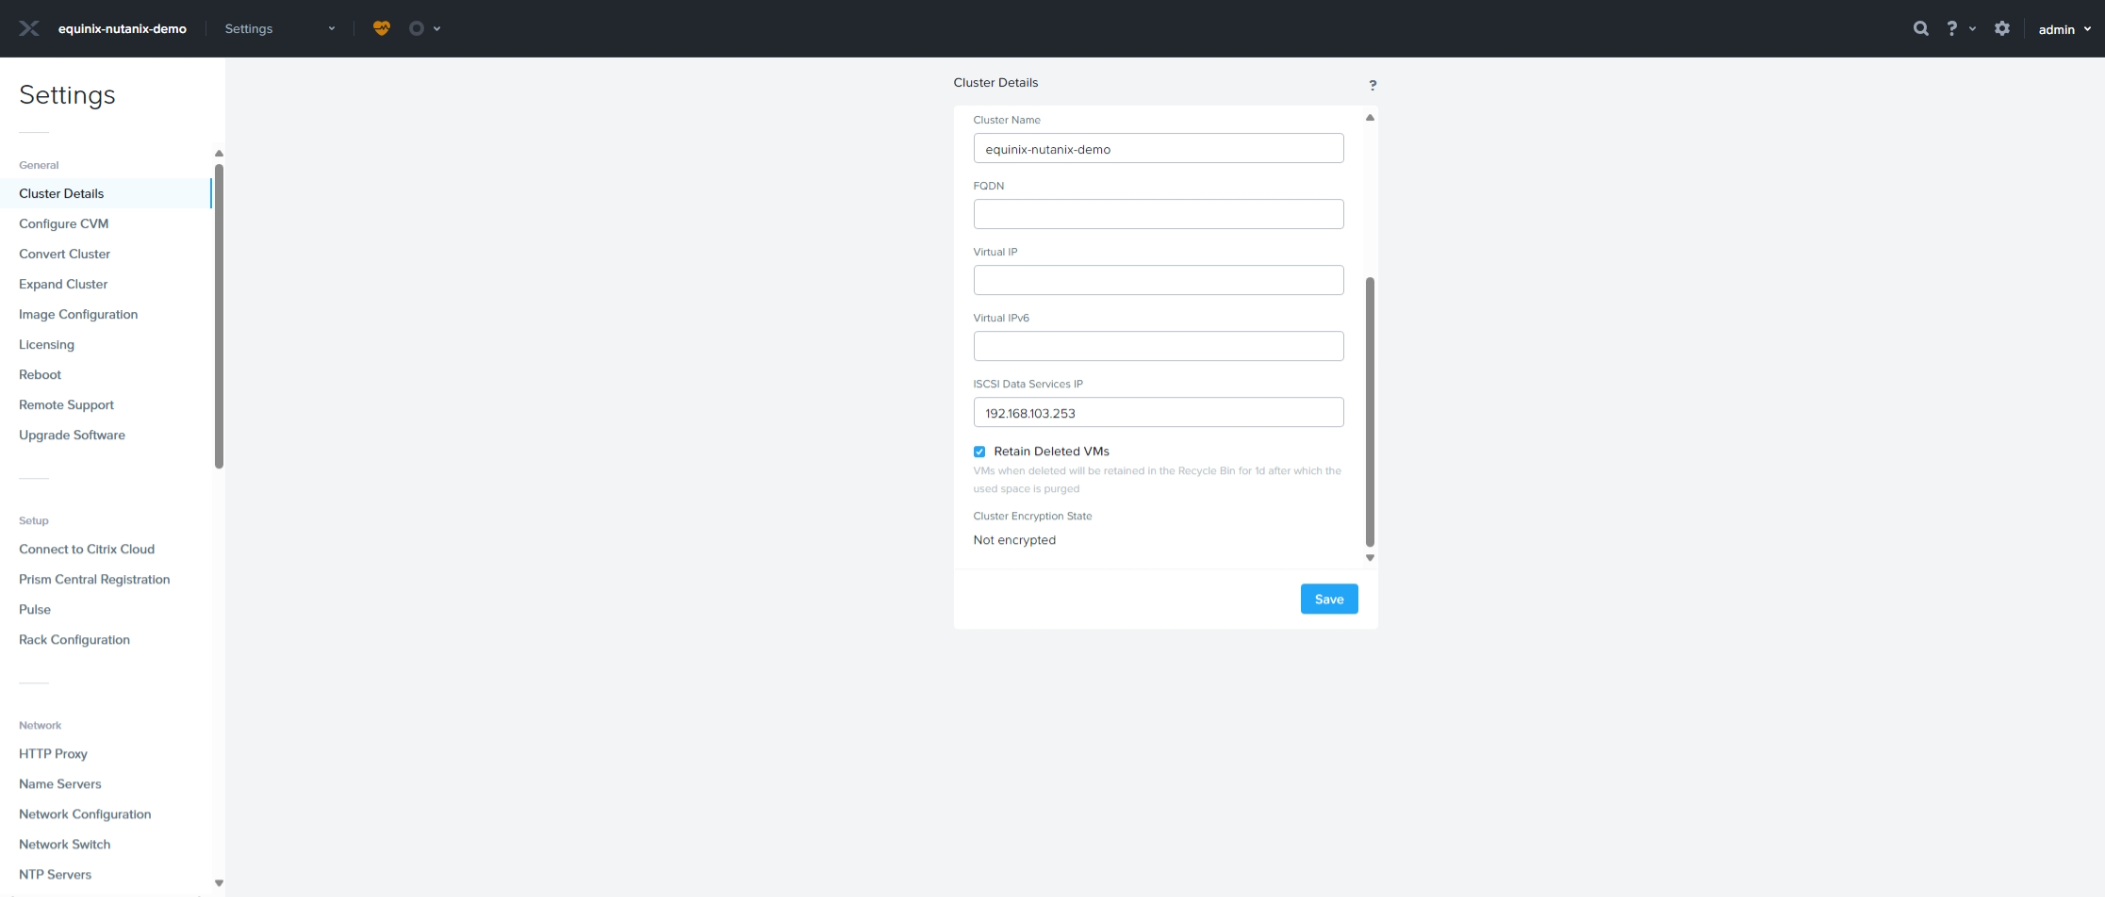 equinix-nutanix-demo
Settings
?
admin
Settings
General
Cluster Details
Configure CVM
Convert Cluster
Expand Cluster
Image Configuration
Licensing
Reboot
Remote Support
Upgrade Software
Setup
Connect to Citrix Cloud
Prism Central Registration
Pulse
Rack Configuration
Network
HTTP Proxy
Name Servers
Network Configuration
Network Switch
NTP Servers
Cluster Details
?
Cluster Name
equinix-nutanix-demo
FQDN
Virtual IP
Virtual IPv6
ISCSI Data Services IP
192.168.103.253
Retain Deleted VMs
VMs when deleted will be retained in the Recycle Bin for 1d after which the
used space is purged
Cluster Encryption State
Not encrypted
Save